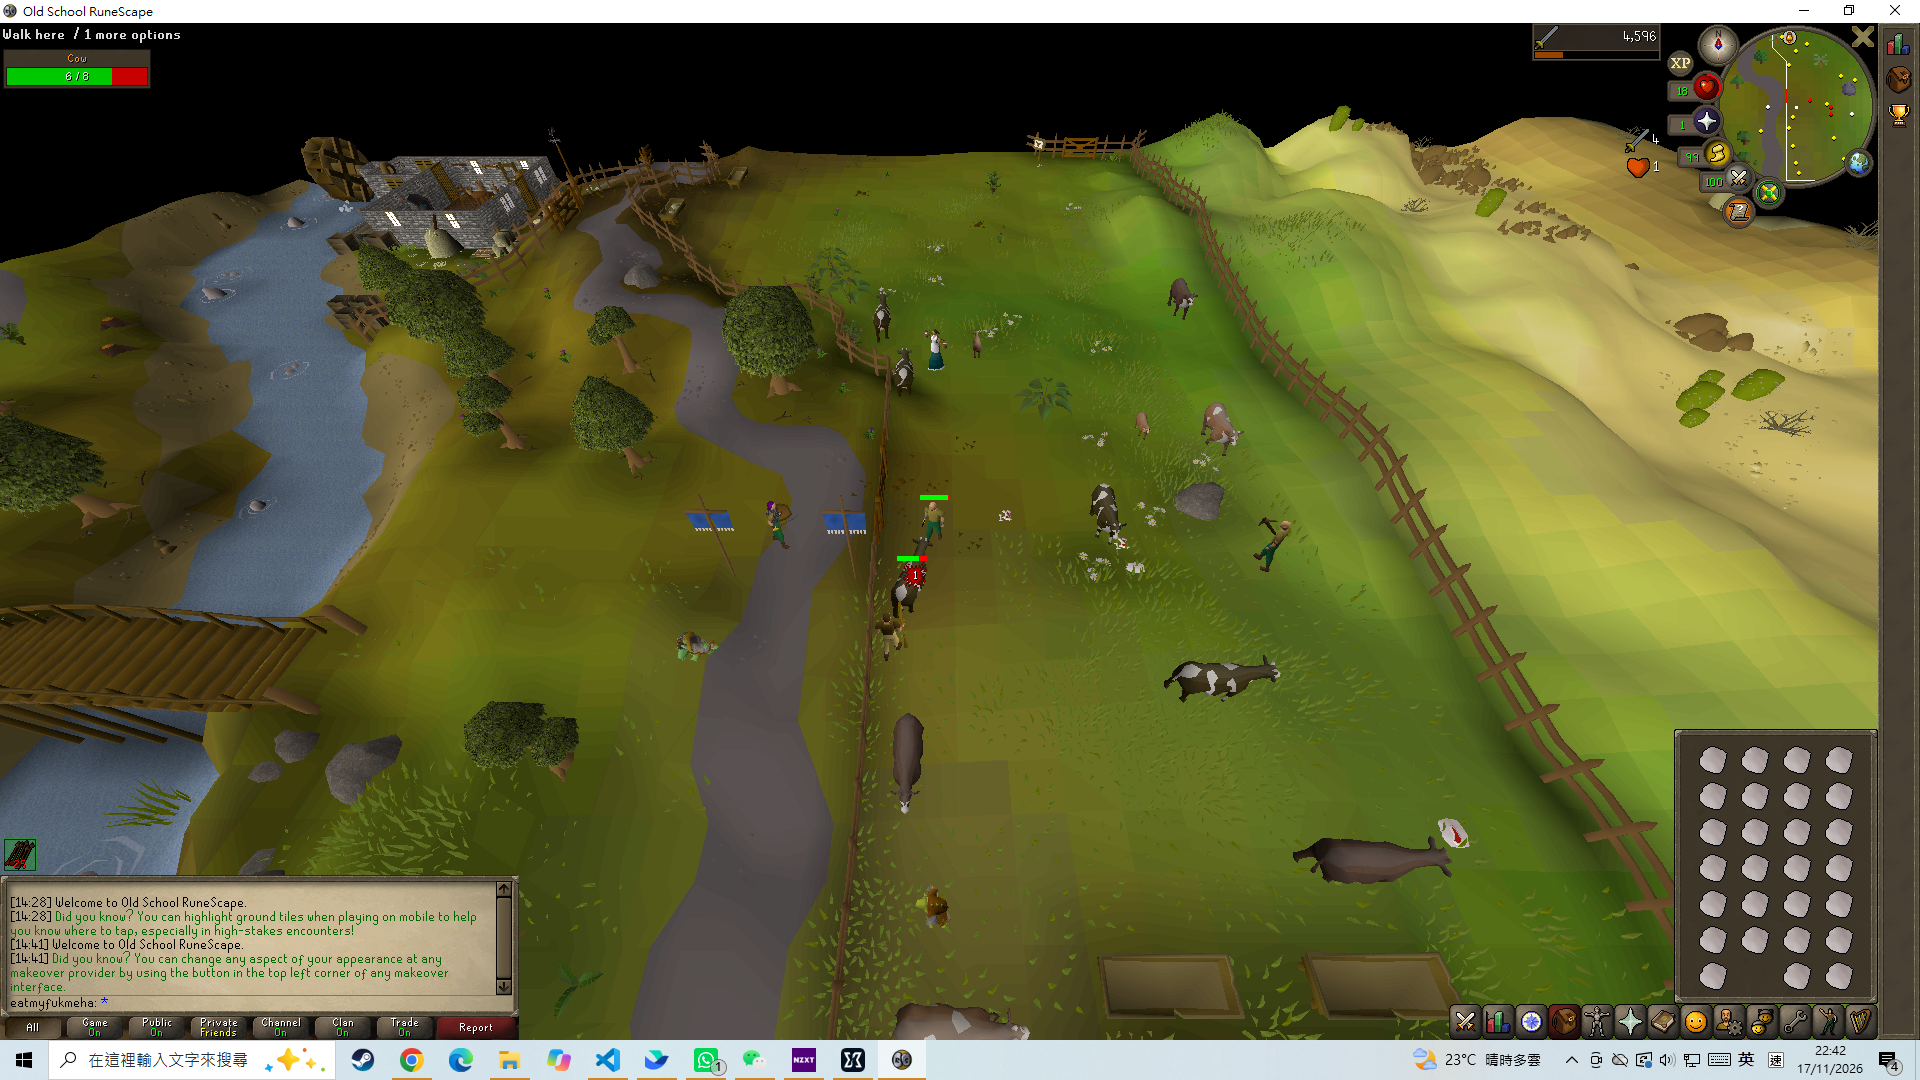 Old School RuneScape
Walk here / 1 more options
Cow
6 / 8
4,596
N
XP
18
1
4
99
1
100
1
25
[14:28] Welcome to Old School RuneScape.
[14:28] Did you know? You can highlight ground tiles when playing on mobile to help
you know where to tap, especially in high-stakes encounters!
[14:41] Welcome to Old School RuneScape.
[14:41] Did you know? You can change any aspect of your appearance at any
makeover provider by using the button in the top left corner of any makeover
interface.
eatmyfukmeha: *
All
Game
On
Public
On
Private
Friends
Channel
On
Clan
On
Trade
On
Report
在這裡輸入文字來搜尋
1
NZXT
23°C 晴時多雲
英
速
22:42
17/11/2026
4